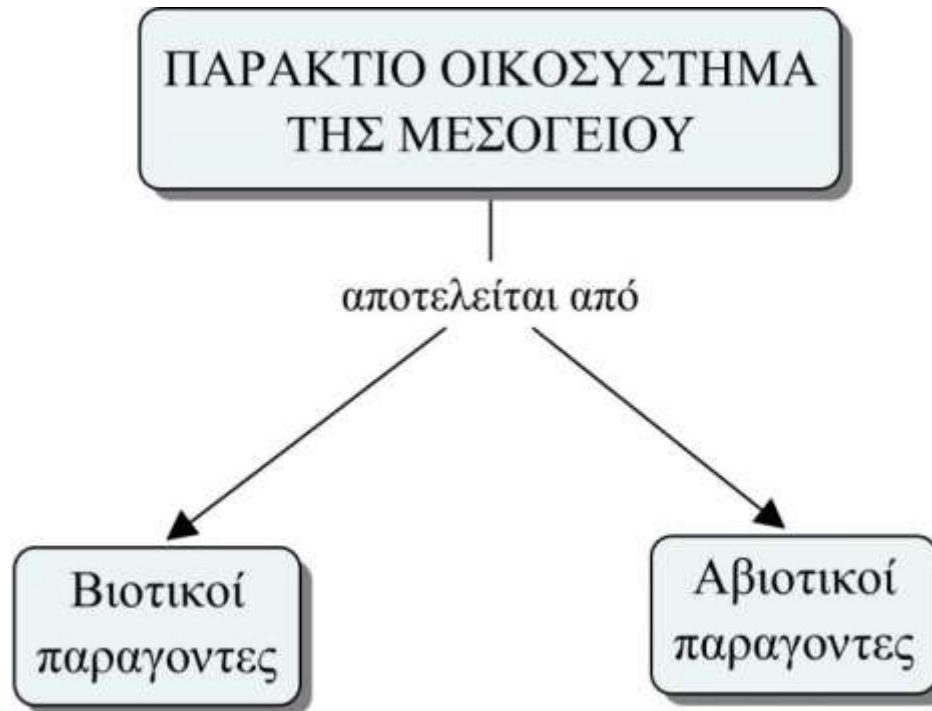 ΠΑΡΑΚΤΙΟ ΟΙΚΟΣΥΣΤΗΜΑ
ΤΗΣ ΜΕΣΟΓΕΙΟΥ
αποτελείται από
Βιοτικοί
παραγοντες
Αβιοτικοί
παραγοντες